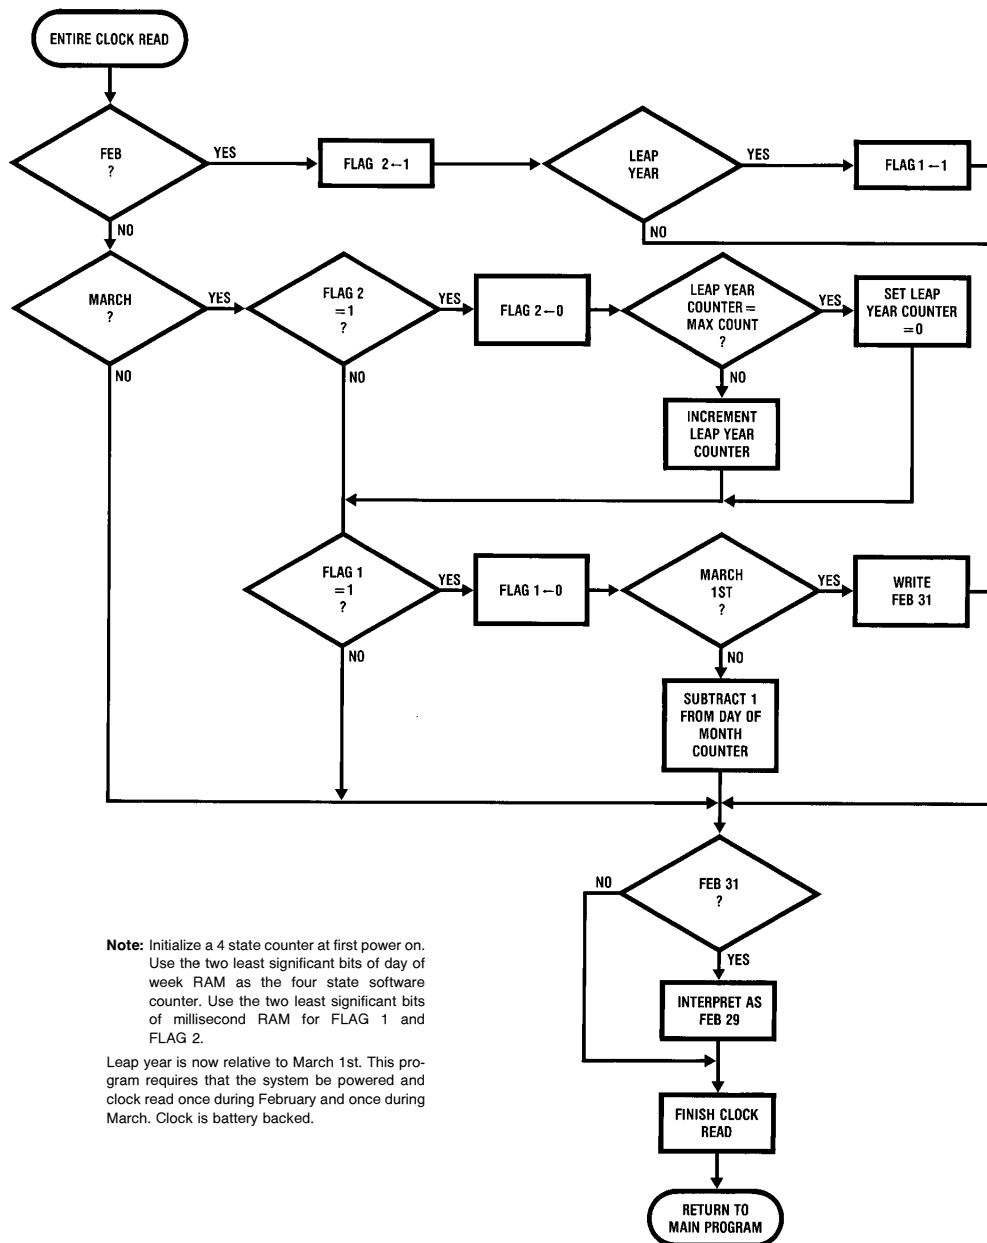 ENTIRE CLOCK READ
FEB
?
YES
NO
FLAG 2←1
LEAP
YEAR
YES
NO
FLAG 1←1
MARCH
?
YES
NO
FLAG 2
=1
?
YES
NO
FLAG 2←0
LEAP YEAR
COUNTER=
MAX COUNT
?
YES
NO
SET LEAP
YEAR COUNTER
=0
INCREMENT
LEAP YEAR
COUNTER
FLAG 1
=1
?
YES
NO
FLAG 1←0
MARCH
1ST
?
YES
NO
WRITE
FEB 31
SUBTRACT 1
FROM DAY OF
MONTH
COUNTER
FEB 31
?
NO
YES
INTERPRET AS
FEB 29
FINISH CLOCK
READ
RETURN TO
MAIN PROGRAM
Note: Initialize a 4 state counter at first power on.
Use the two least significant bits of day of
week RAM as the four state software
counter. Use the two least significant bits
of millisecond RAM for FLAG 1 and
FLAG 2.
Leap year is now relative to March 1st. This pro-
gram requires that the system be powered and
clock read once during February and once during
March. Clock is battery backed.